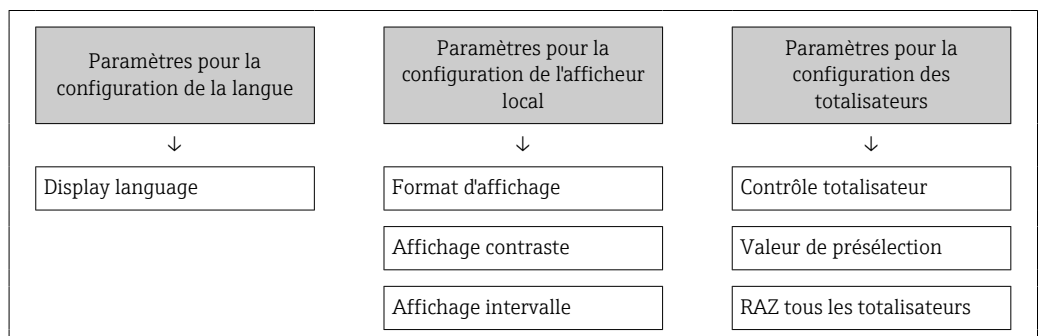 Paramètres pour la
configuration de la langue
↓
Display language
Paramètres pour la
configuration de l'afficheur
local
↓
Format d'affichage
Affichage contraste
Affichage intervalle
Paramètres pour la
configuration des
totalisateurs
↓
Contrôle totalisateur
Valeur de présélection
RAZ tous les totalisateurs